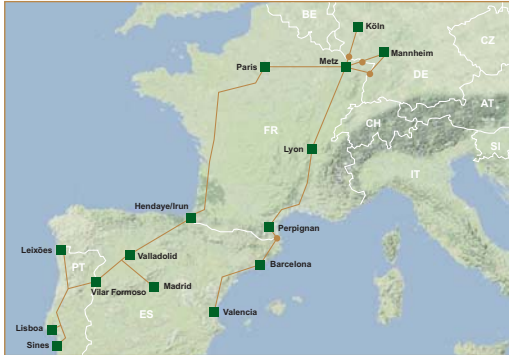 BE
Köln
CZ
Mannheim
Metz
Paris
DE
AT
CH
FR
SI
Lyon
IT
Hendaye/Irun
Perpignan
Leixões
Valladolid
PT
Barcelona
Vilar Formoso
Madrid
ES
Valencia
Lisboa
Sines